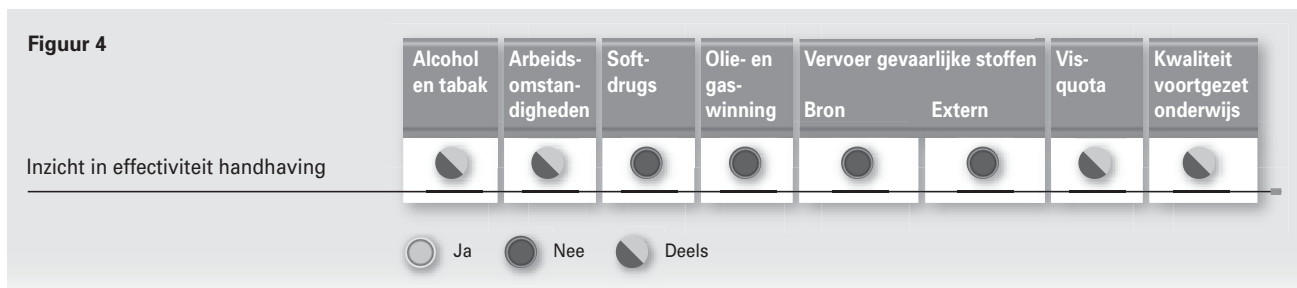 Figuur 4
Alcohol
en tabak
Arbeids-
omstan-
digheden
Soft-
drugs
Olie- en
gas-
winning
Vervoer gevaarlijke stoffen
Bron
Extern
Vis-
quota
Kwaliteit
voortgezet
onderwijs
Inzicht in effectiviteit handhaving
Ja
Nee
Deels